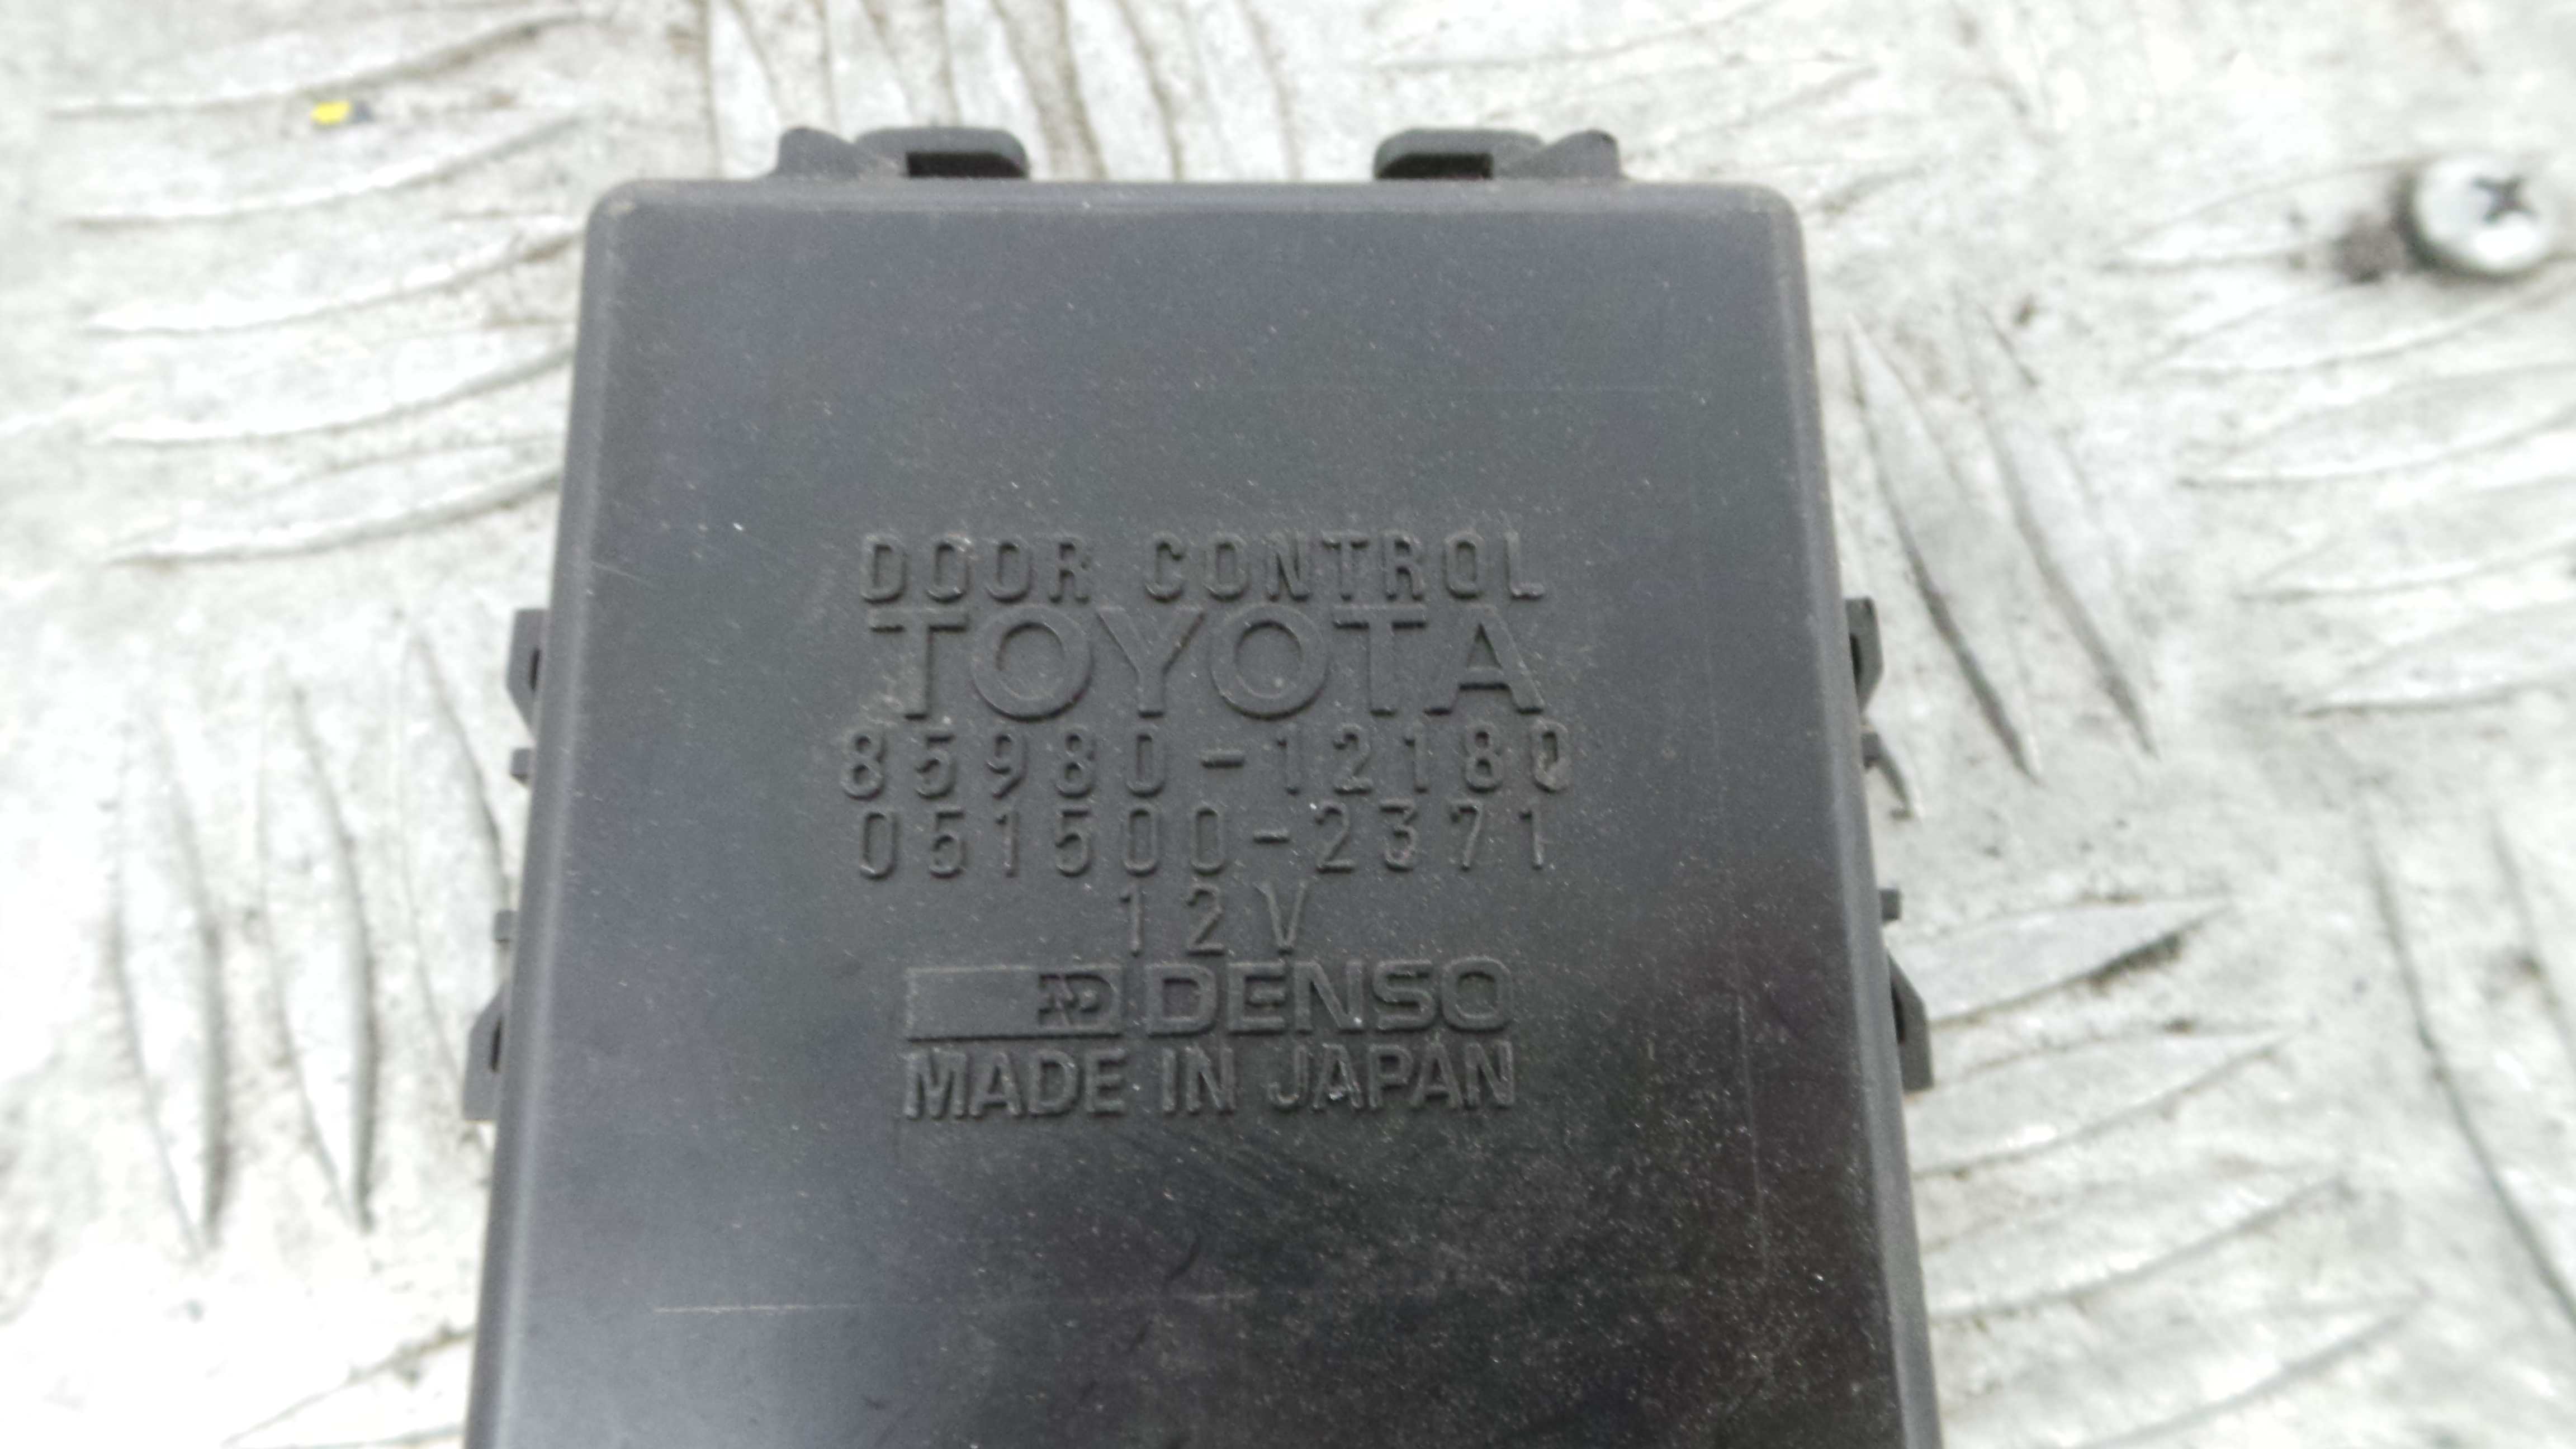 DOOR CONTROL
TOYOTA
85980-12180
051500-2371
12V
DENSO
MADE IN JAPAN